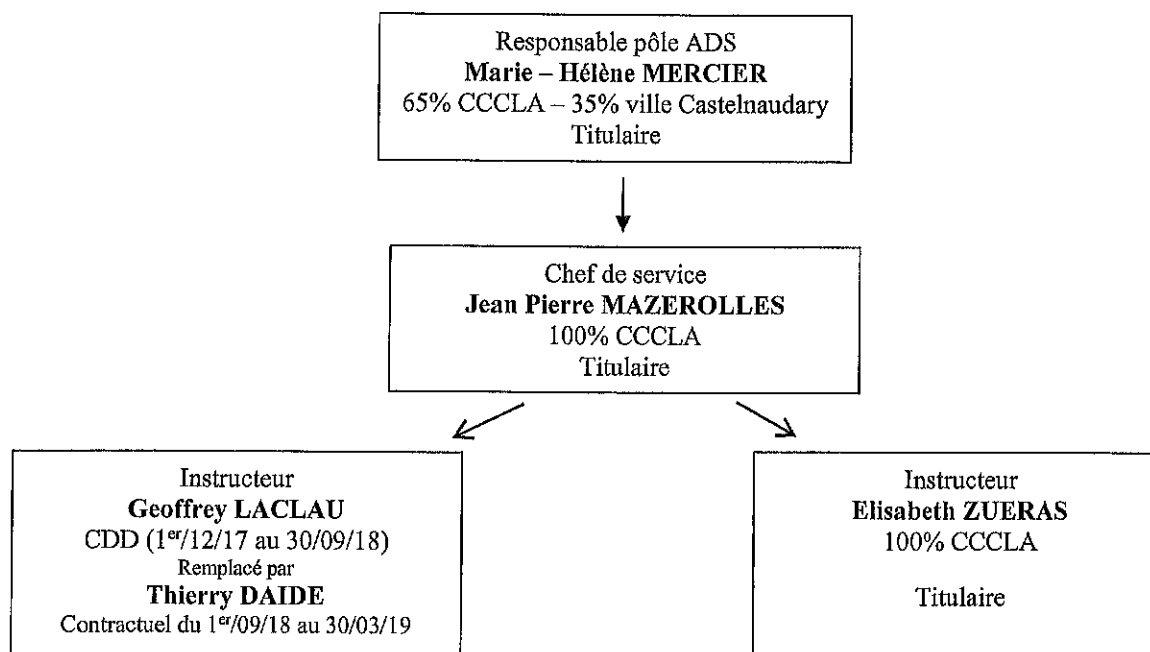 Responsable pôle ADS
Marie – Hélène MERCIER
65% CCCLA – 35% ville Castelnaudary
Titulaire
Chef de service
Jean Pierre MAZEROLLES
100% CCCLA
Titulaire
Instructeur
Geoffrey LACLAU
CDD (1er/12/17 au 30/09/18)
Remplacé par
Thierry DAIDE
Contractuel du 1er/09/18 au 30/03/19
Instructeur
Elisabeth ZUERAS
100% CCCLA
Titulaire